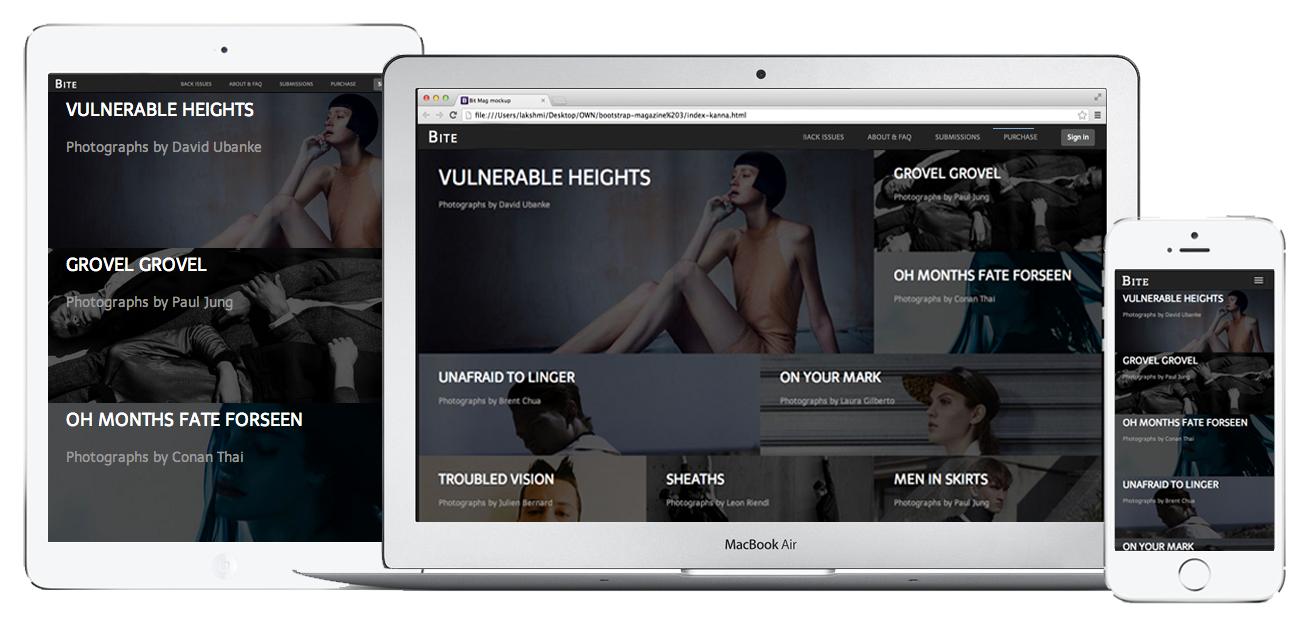 BITE
BACK ISSUES
ABOUT & FAQ
SUBMISSIONS
PURCHASE
VULNERABLE HEIGHTS
Photographs by David Ubanke
GROVEL GROVEL
Photographs by Paul Jung
OH MONTHS FATE FORSEEN
Photographs by Conan Thai
Bit Mag mockup
file:///Users/lakshmi/Desktop/OWN/bootstrap-magazine%203/index-kanna.html
BITE
BACK ISSUES
ABOUT & FAQ
SUBMISSIONS
PURCHASE
Sign in
VULNERABLE HEIGHTS
Photographs by David Ubanke
GROVEL GROVEL
Photographs by Paul Jung
OH MONTHS FATE FORSEEN
Photographs by Conan Thai
UNAFRAID TO LINGER
Photographs by Brent Chua
ON YOUR MARK
Photographs by Laura Gilberto
TROUBLED VISION
Photographs by Julien Bernard
SHEATHS
Photographs by Leon Riendl
MEN IN SKIRTS
Photographs by Paul Jung
MacBook Air
BITE
VULNERABLE HEIGHTS
Photographs by David Ubanke
GROVEL GROVEL
Photographs by Paul Jung
OH MONTHS FATE FORSEEN
Photographs by Conan Thai
UNAFRAID TO LINGER
Photographs by Brent Chua
ON YOUR MARK